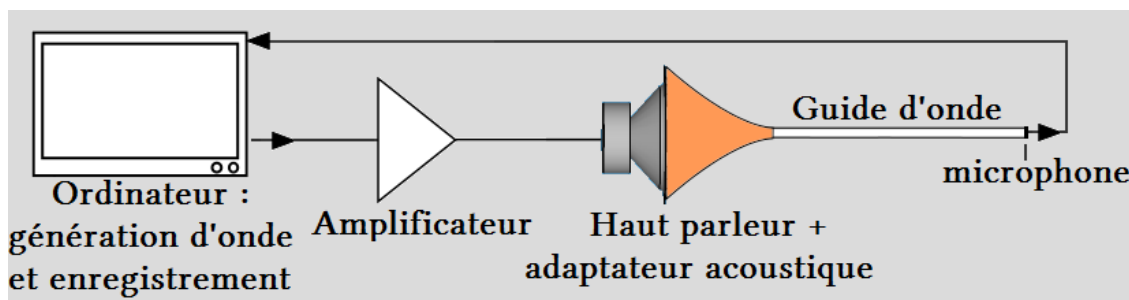 Guide d'onde
microphone
Ordinateur :
génération d'onde
et enregistrement
Amplificateur
Haut parleur +
adaptateur acoustique